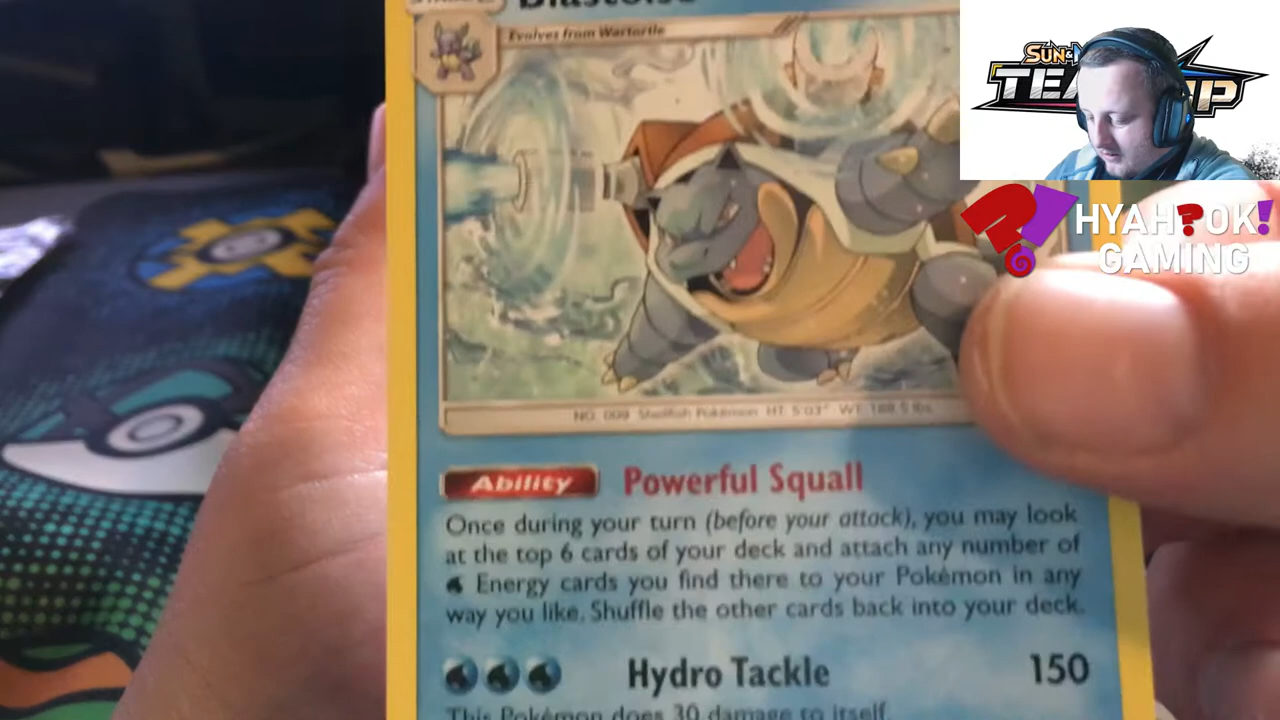 Blastoise
Evolves from Wartortle
SUN &
TEA UP
HYAH?OK!
GAMING
NO. 009 Shellfish Pokémon HT: 5'03" WT: 188.5 lbs.
Ability Powerful Squall
Once during your turn (before your attack), you may look
at the top 6 cards of your deck and attach any number of
Energy cards you find there to your Pokémon in any
way you like. Shuffle the other cards back into your deck.
Hydro Tackle 150
This Pokémon does 30 damage to itself.